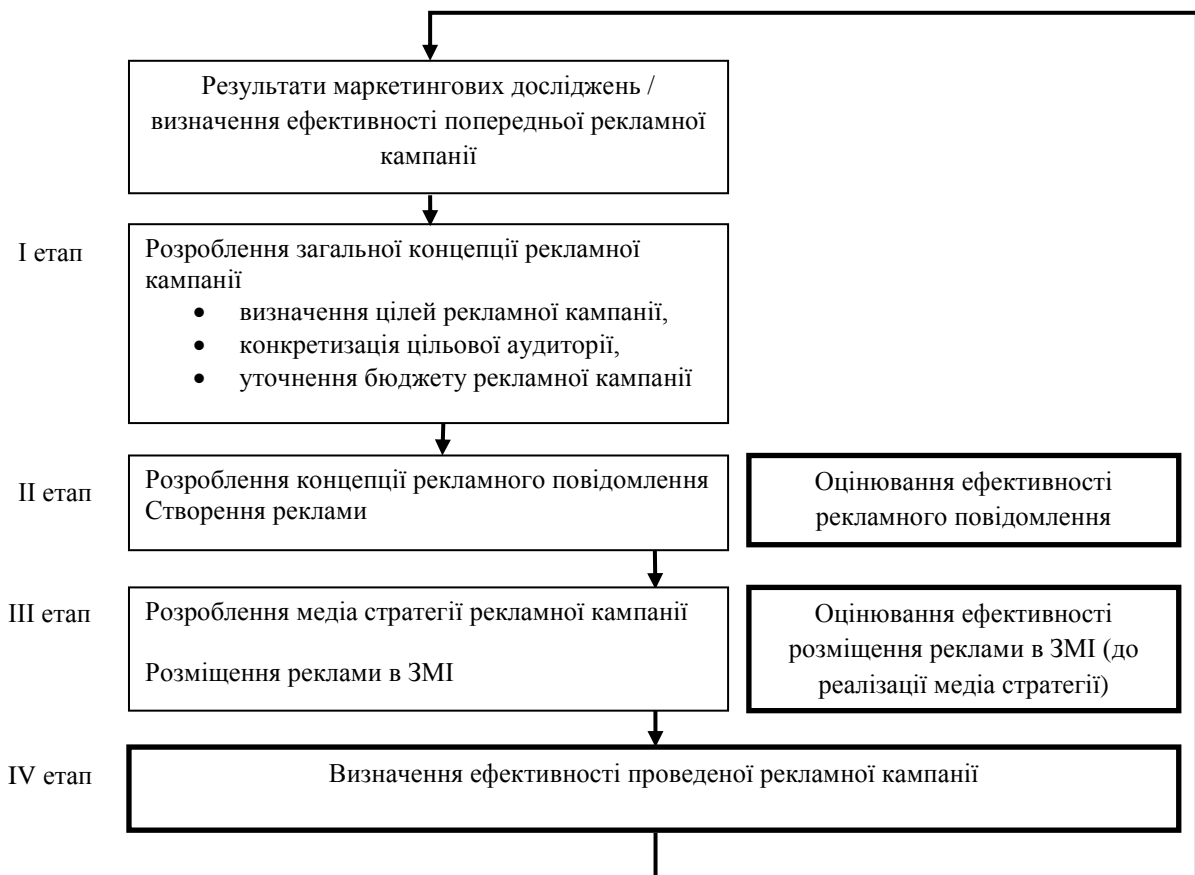 Результати маркетингових досліджень /
визначення ефективності попередньої рекламної
кампанії
І етап
Розроблення загальної концепції рекламної
кампанії
• визначення цілей рекламної кампанії,
• конкретизація цільової аудиторії,
• уточнення бюджету рекламної кампанії
ІІ етап
Розроблення концепції рекламного повідомлення
Створення реклами
Оцінювання ефективності
рекламного повідомлення
ІІІ етап
Розроблення медіа стратегії рекламної кампанії
Розміщення реклами в ЗМІ
Оцінювання ефективності
розміщення реклами в ЗМІ (до
реалізації медіа стратегії)
IV етап
Визначення ефективності проведеної рекламної кампанії